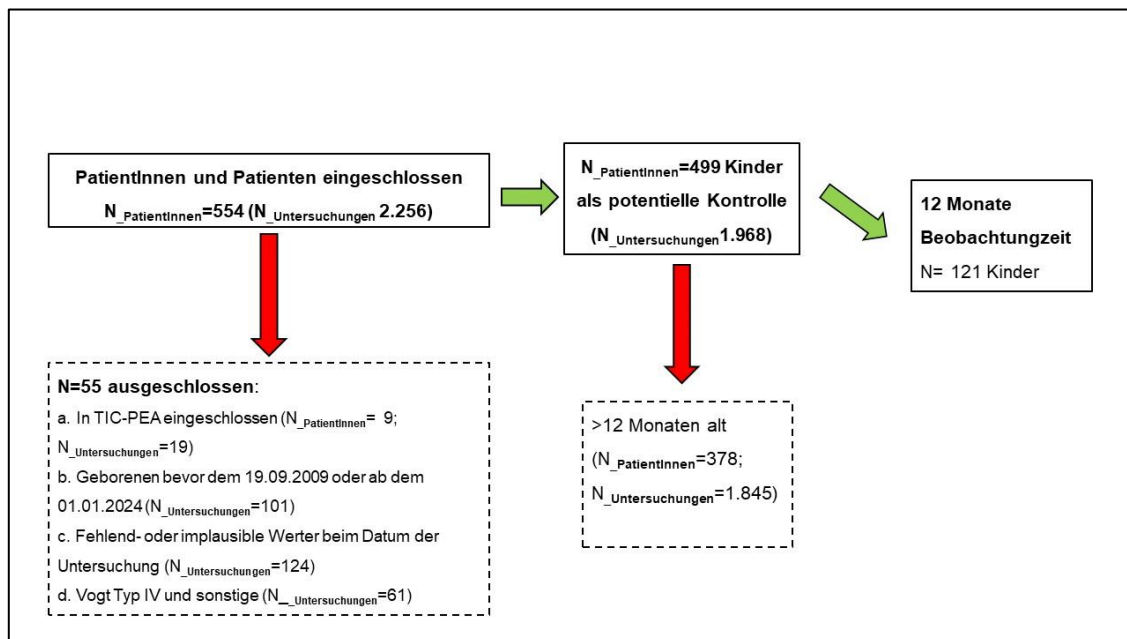 PatientInnen und Patienten eingeschlossen
N_PatientInnen=554 (N_Untersuchungen 2.256)
N_PatientInnen=499 Kinder
als potentielle Kontrolle
(N_Untersuchungen1.968)
12 Monate
Beobachtungzeit
N= 121 Kinder
N=55 ausgeschlossen:
a. In TIC-PEA eingeschlossen (N_PatientInnen= 9;
N_Untersuchungen=19)
b. Geborenen bevor dem 19.09.2009 oder ab dem
01.01.2024 (N_Untersuchungen=101)
c. Fehlend- oder implausible Werter beim Datum der
Untersuchung (N_Untersuchungen=124)
d. Vogt Typ IV und sonstige (N__Untersuchungen=61)
>12 Monaten alt
(N_PatientInnen=378;
N_Untersuchungen=1.845)